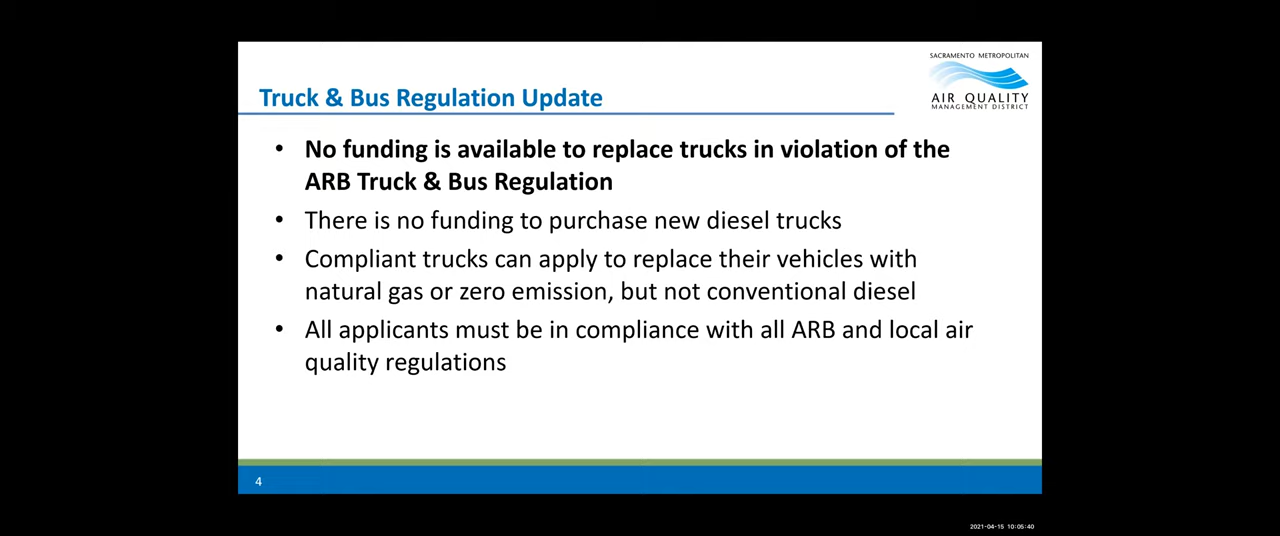 SACRAMENTO METROPOLITAN
AIR QUALITY
MANAGEMENT DISTRICT
Truck & Bus Regulation Update
• No funding is available to replace trucks in violation of the
ARB Truck & Bus Regulation
• There is no funding to purchase new diesel trucks
• Compliant trucks can apply to replace their vehicles with
natural gas or zero emission, but not conventional diesel
• All applicants must be in compliance with all ARB and local air
quality regulations
4
2021-04-15 10:05:40